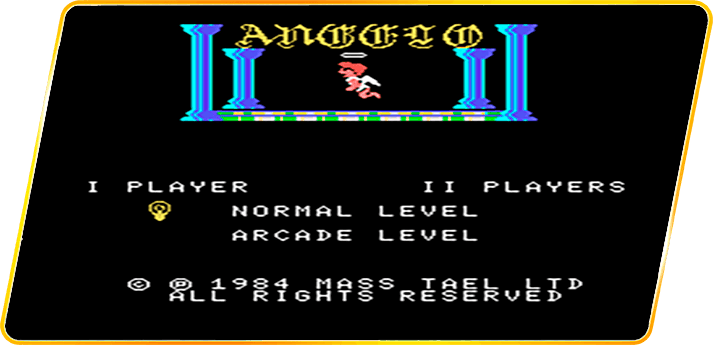 ANGELO
I PLAYER II PLAYERS
NORMAL LEVEL
ARCADE LEVEL
© ℗ 1984 MASS TAEL LTD
ALL RIGHTS RESERVED